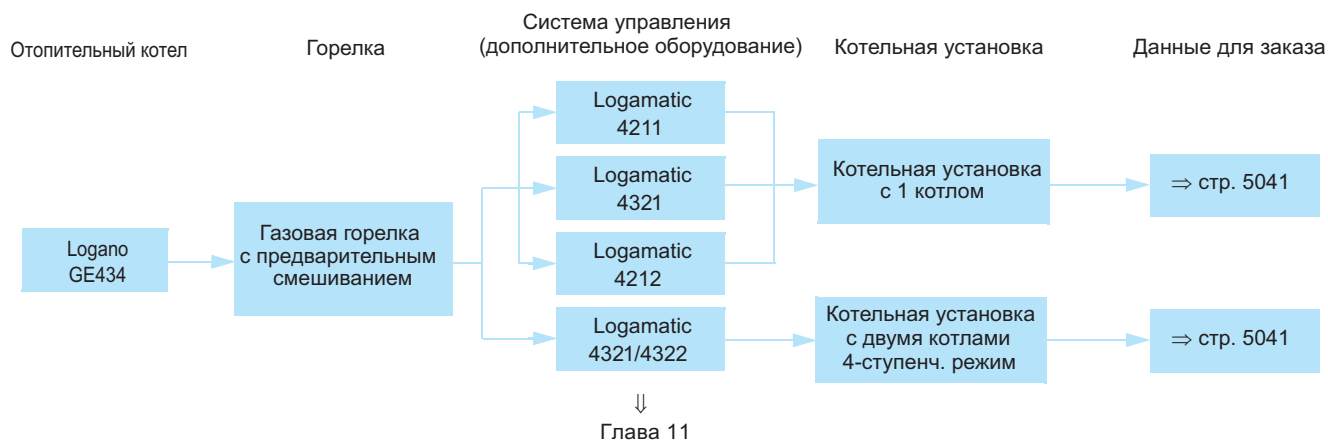 Отопительный котел
Горелка
Система управления
(дополнительное оборудование)
Котельная установка
Данные для заказа
Logano
GE434
Газовая горелка
с предварительным
смешиванием
Logamatic
4211
Logamatic
4321
Logamatic
4212
Logamatic
4321/4322
Котельная установка
с 1 котлом
⇒ стр. 5041
Котельная установка
с двумя котлами
4-ступенч. режим
⇒ стр. 5041
⇓
Глава 11